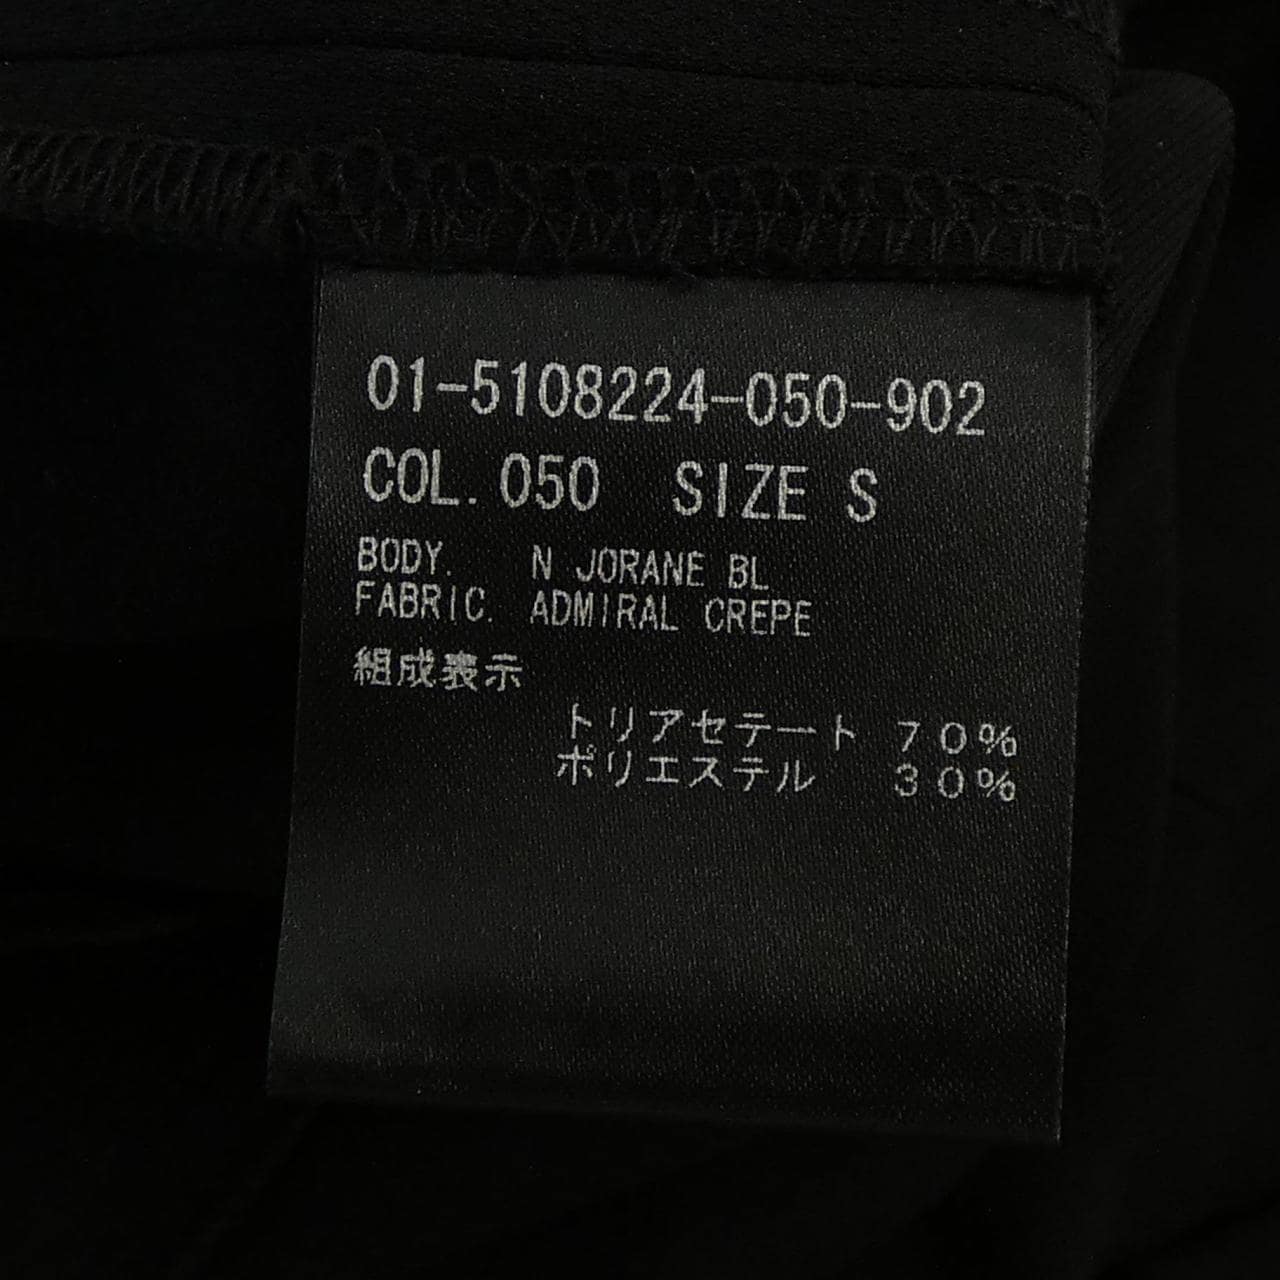 01-5108224-050-902
COL. 050 SIZE S
BODY. N JORANE BL
FABRIC. ADMIRAL CREPE
組成表示
トリアセテート 70%
ポリエステル 30%